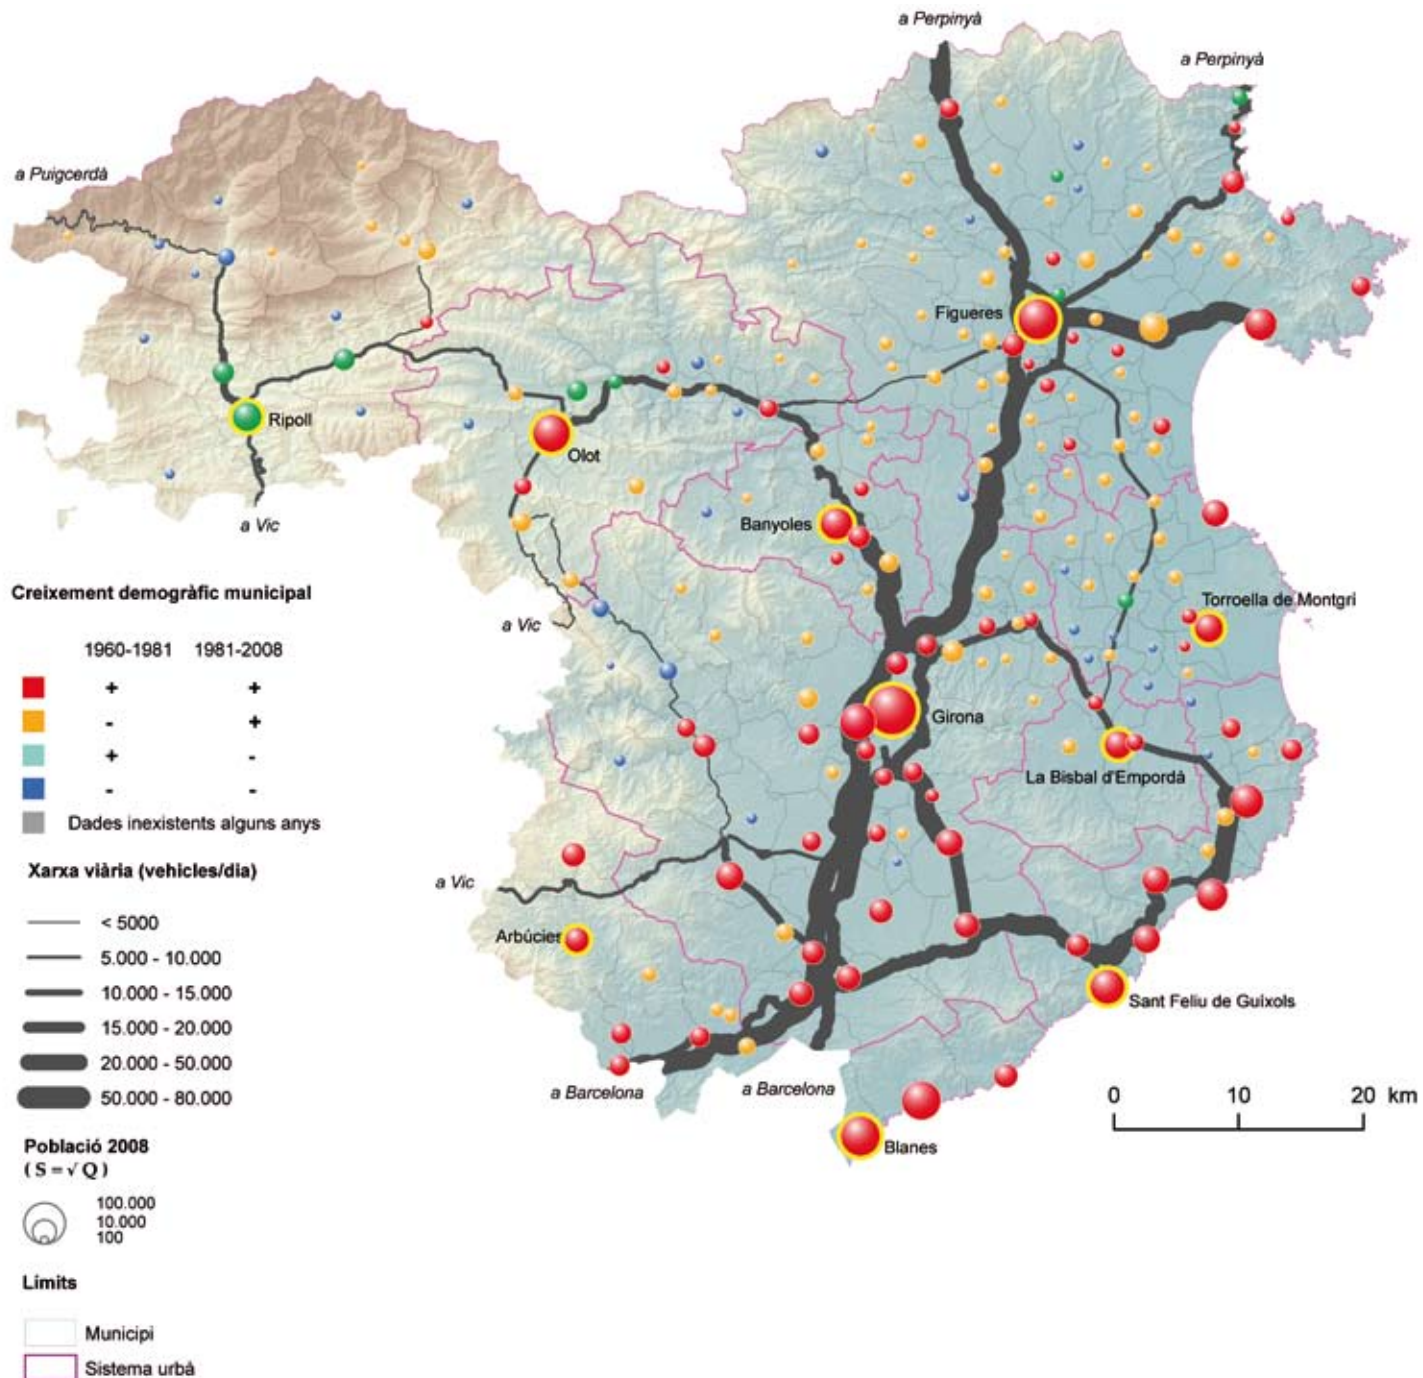 a Perpinyà
a Perpinyà
a Puigcerdà
Figueres
Ripoll
Olot
a Vic
Banyoles
Creixement demogràfic municipal
1960-1981 1981-2008
+ +
- +
+ -
- -
Dades inexistents alguns anys
Torroella de Montgri
a Vic
Girona
La Bisbal d'Empordà
Xarxa viària (vehicles/dia)
< 5000
5.000 - 10.000
10.000 - 15.000
15.000 - 20.000
20.000 - 50.000
50.000 - 80.000
a Vic
Arbúcies
Sant Feliu de Guíxols
a Barcelona
a Barcelona
0 10 20 km
Blanes
Població 2008
( S = √ Q )
100.000
10.000
100
Límits
Municipi
Sistema urbà